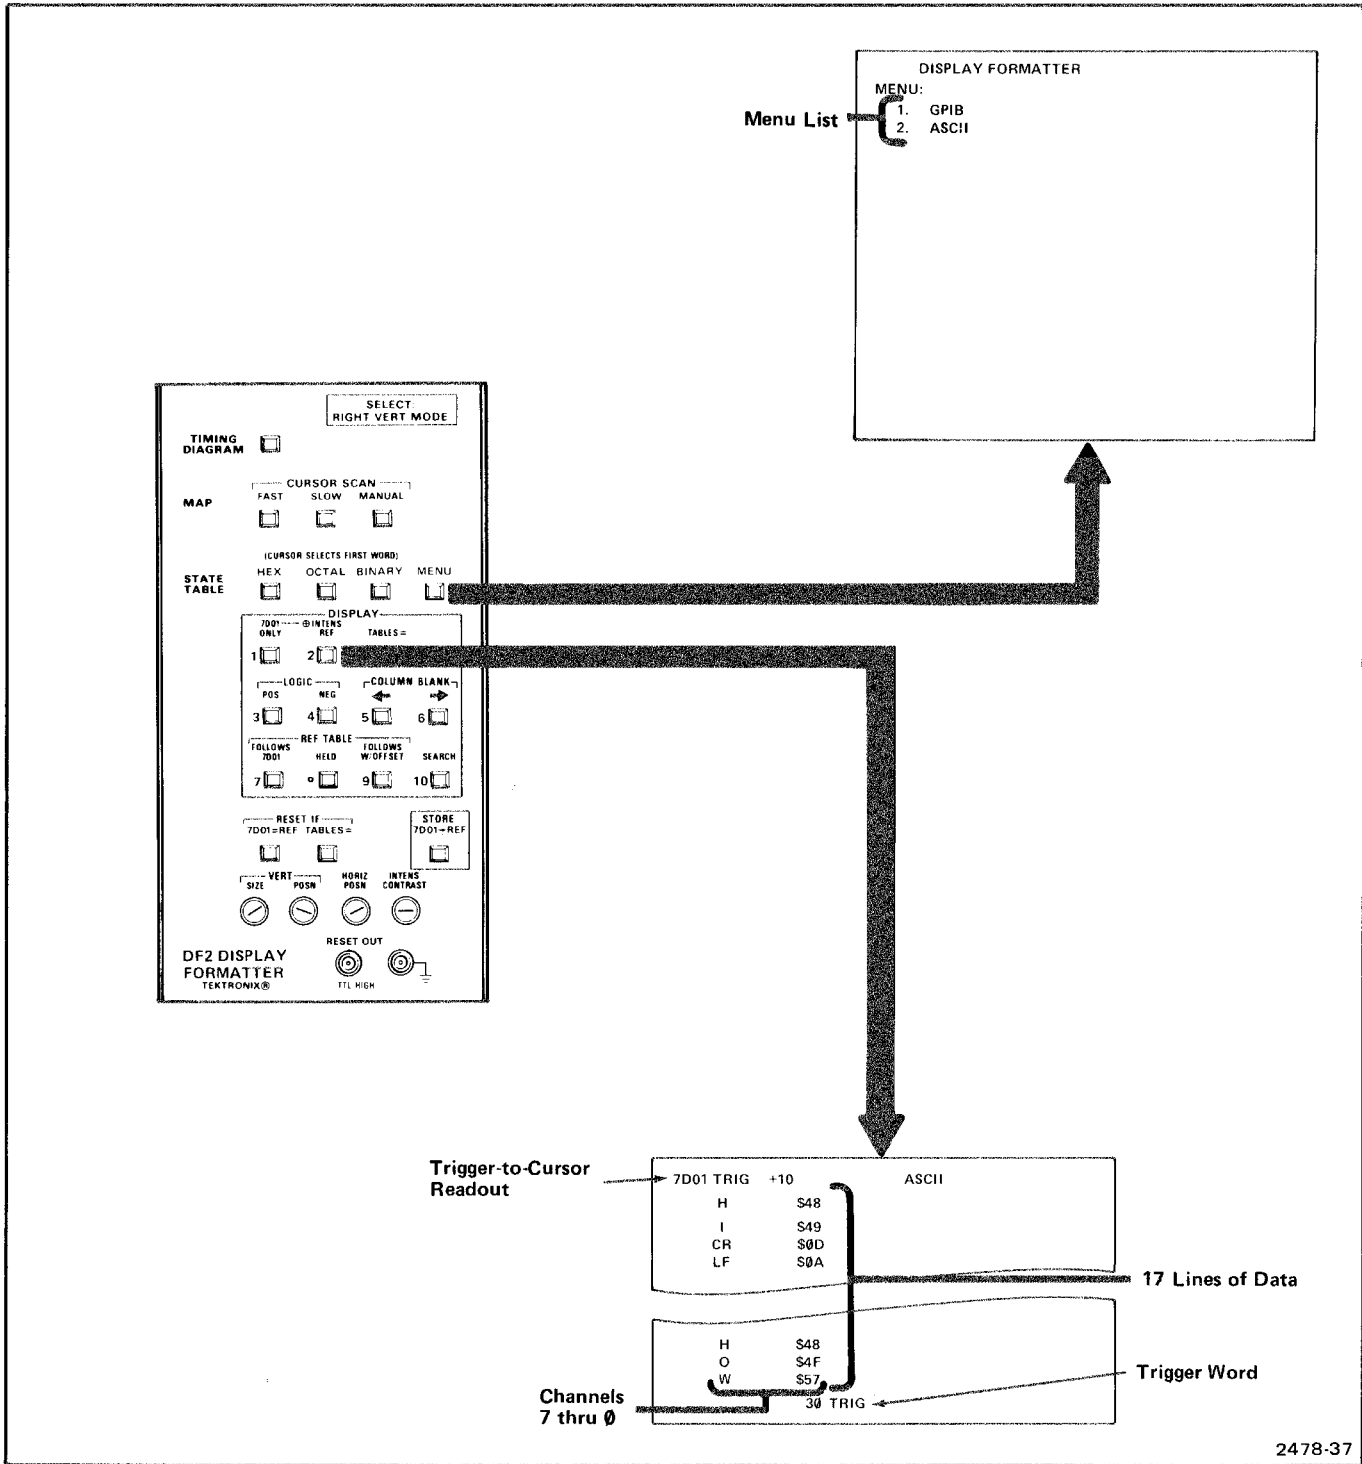 DISPLAY FORMATTER
MENU:
1. GPIB
2. ASCII
Menu List
SELECT:
RIGHT VERT MODE
TIMING
DIAGRAM
CURSOR SCAN
MAP
FAST SLOW MANUAL
(CURSOR SELECTS FIRST WORD)
STATE
TABLE
HEX OCTAL BINARY MENU
DISPLAY
7D01 ⊕INTENS
ONLY REF TABLES=
1 2
LOGIC COLUMN BLANK
POS NEG
3 4 5 6
REF TABLE
FOLLOWS FOLLOWS
7D01 HELD W/OFFSET SEARCH
7 9 10
RESET IF
7D01=REF TABLES=
STORE
7D01→REF
VERT
SIZE POSN
HORIZ
POSN
INTENS
CONTRAST
DF2 DISPLAY
FORMATTER
TEKTRONIX®
RESET OUT
TTL HIGH
Trigger-to-Cursor
Readout
7D01 TRIG +10 ASCII
H $48
I $49
CR $0D
LF $0A
17 Lines of Data
H $48
O $4F
W $57
30 TRIG
Trigger Word
Channels
7 thru 0
2478-37